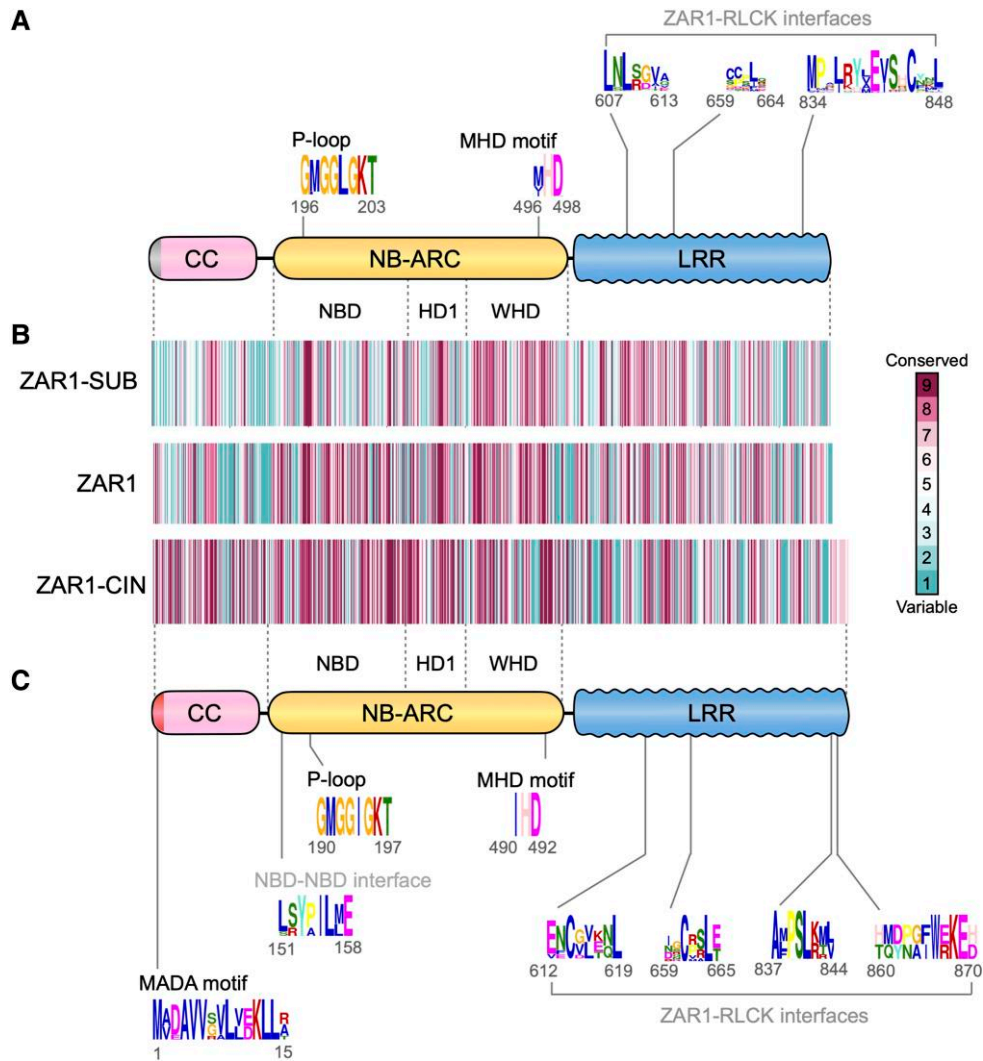 A
ZAR1-RLCK interfaces
607 613
659 664
834 848
P-loop
GMGGLGKT
196 203
MHD motif
MHD
496 498
CC
NB-ARC
LRR
NBD
HD1
WHD
B
ZAR1-SUB
ZAR1
ZAR1-CIN
Conserved
9
8
7
6
5
4
3
2
1
Variable
NBD
HD1
WHD
C
CC
NB-ARC
LRR
P-loop
GMGGIGKT
190 197
MHD motif
IHD
490 492
NBD-NBD interface
LSYPILME
151 158
MADA motif
1 15
612 619
659 665
837 844
860 870
ZAR1-RLCK interfaces